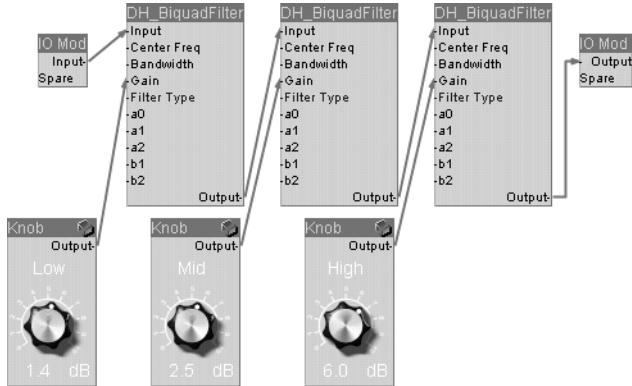 IO Mod
Input
Spare
DH_BiquadFilter
Input
Center Freq
Bandwidth
Gain
Filter Type
a0
a1
a2
b1
b2
Output
DH_BiquadFilter
Input
Center Freq
Bandwidth
Gain
Filter Type
a0
a1
a2
b1
b2
Output
DH_BiquadFilter
Input
Center Freq
Bandwidth
Gain
Filter Type
a0
a1
a2
b1
b2
Output
IO Mod
Output
Spare
Knob
Output
Low
1.4 dB
Knob
Output
Mid
2.5 dB
Knob
Output
High
6.0 dB